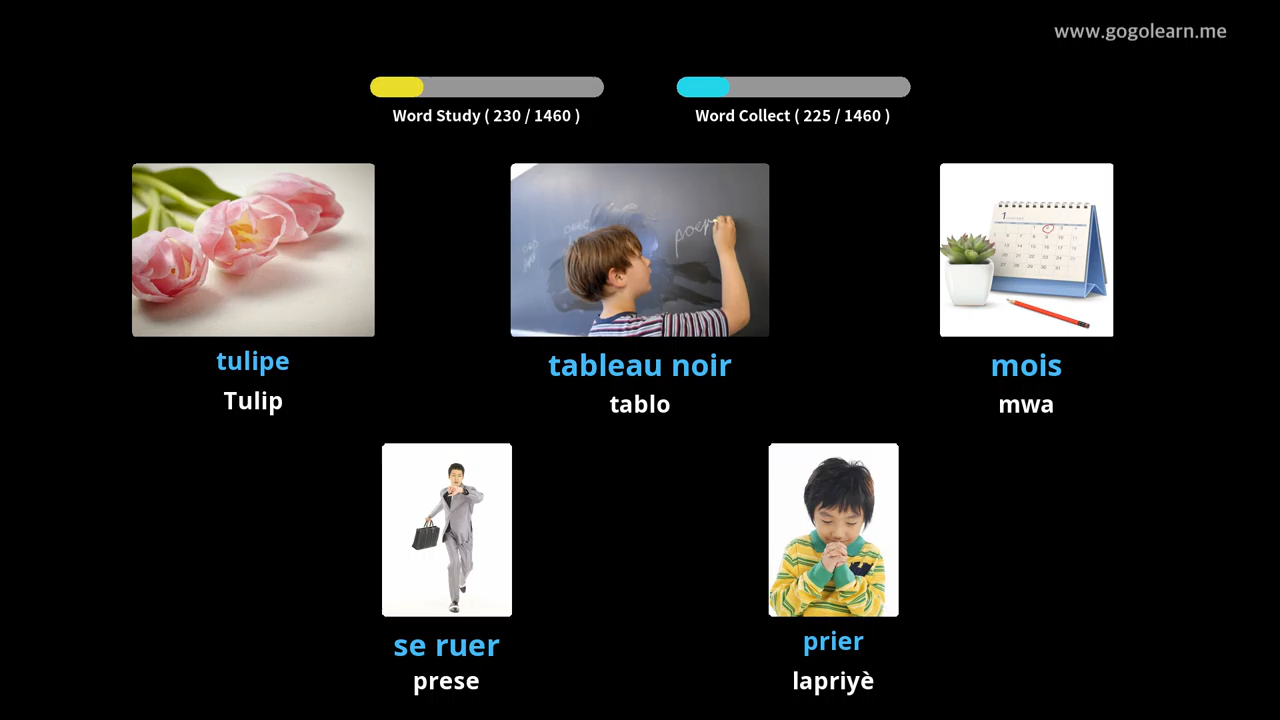 www.gogolearn.me
Word Study ( 230 / 1460 )
Word Collect ( 225 / 1460 )
tulipe
Tulip
tableau noir
tablo
mois
mwa
se ruer
prese
prier
lapriyè